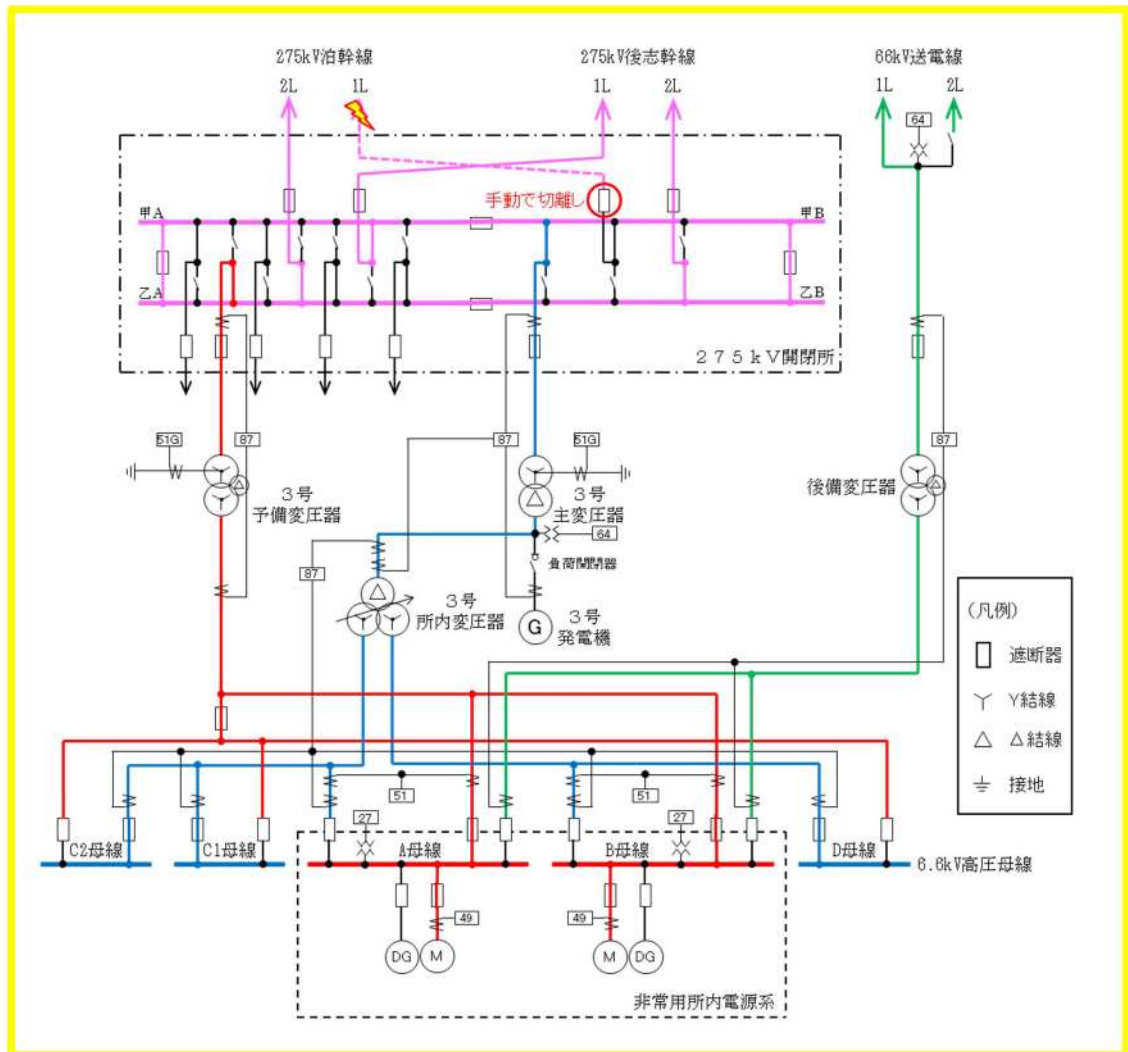 275kV泊幹線
275kV後志幹線
66kV送電線
2L
1L
1L
2L
1L
2L
64
手動で切離し
甲A
甲B
乙A
乙B
275kV開閉所
51G
87
87
51G
87
3号
予備変圧器
3号
主変圧器
後備変圧器
64
87
負荷開閉器
3号
所内変圧器
3号
発電機
G
(凡例)
遮断器
Y結線
△結線
接地
51
51
27
27
C2母線
C1母線
A母線
B母線
D母線
6.6kV高圧母線
49
49
DG
M
M
DG
非常用所内電源系